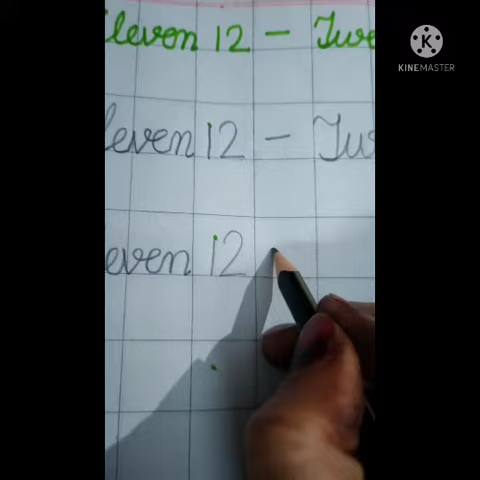 leven 12 - Twe
leven 12 - Tw
even 12
K
KINEMASTER